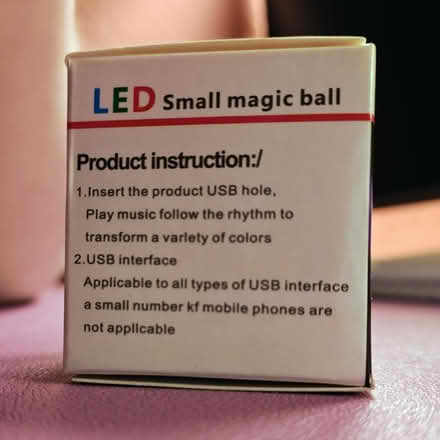 LED Small magic ball
Product instruction:/
1.Insert the product USB hole,
Play music follow the rhythm to
transform a variety of colors
2.USB interface
Applicable to all types of USB interface
a small number kf mobile phones are
not applicable